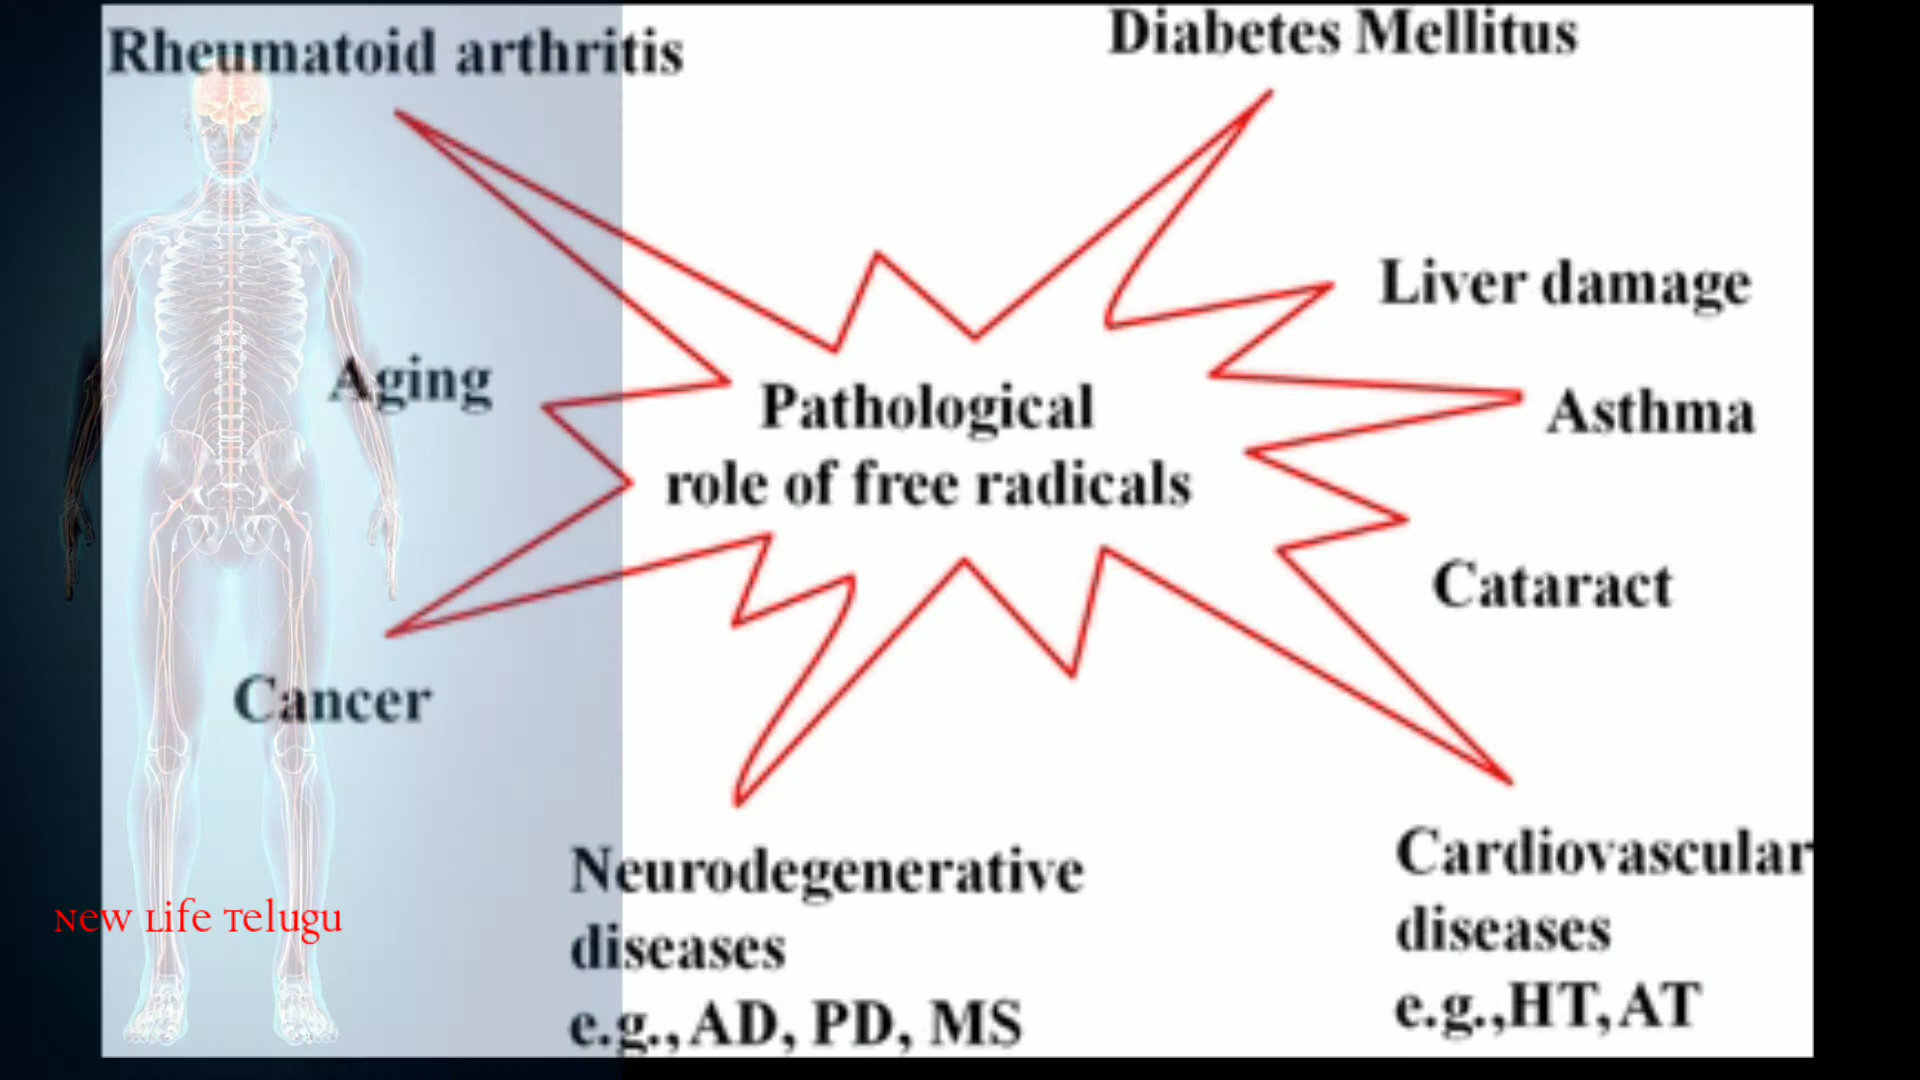 Rheumatoid arthritis
Diabetes Mellitus
Liver damage
Aging
Asthma
Pathological
role of free radicals
Cataract
Cancer
Neurodegenerative
diseases
e.g., AD, PD, MS
Cardiovascular
diseases
e.g.,HT, AT
New Life Telugu